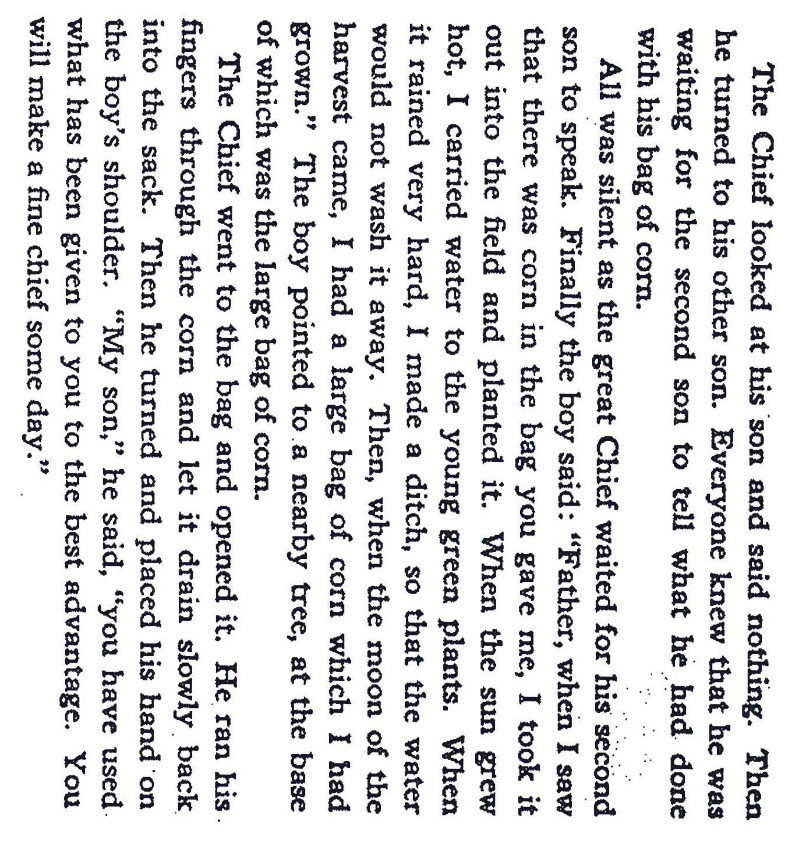 The Chief looked at his son and said nothing. Then
he turned to his other son. Everyone knew that he was
waiting for the second son to tell what he had done
with his bag of corn.
All was silent as the great Chief waited for his second
son to speak. Finally the boy said: "Father, when I saw
that there was corn in the bag you gave me, I took it
out into the field and planted it. When the sun grew
hot, I carried water to the young green plants. When
it rained very hard, I made a ditch, so that the water
would not wash it away. Then, when the moon of the
harvest came, I had a large bag of corn which I had
grown." The boy pointed to a nearby tree, at the base
of which was the large bag of corn.
The Chief went to the bag and opened it. He ran his
fingers through the corn and let it drain slowly back
into the sack. Then he turned and placed his hand on
the boy's shoulder. "My son," he said, "you have used
what has been given to you to the best advantage. You
will make a fine chief some day."